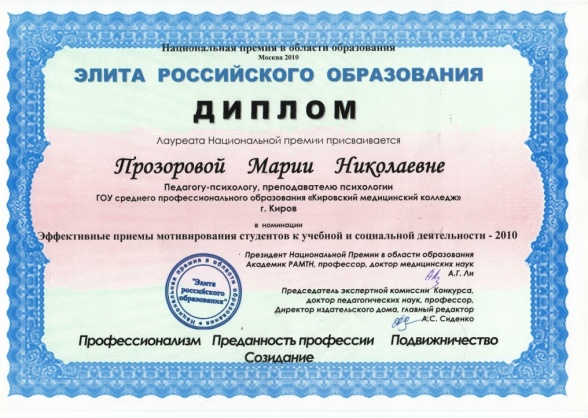 Национальная премия в области образования
Москва 2010
ЭЛИТА РОССИЙСКОГО ОБРАЗОВАНИЯ
ДИПЛОМ
Лауреата Национальной премии присваивается
Прозоровой Марии Николаевне
Педагогу-психологу, преподавателю психологии
ГОУ среднего профессионального образования «Кировский медицинский колледж»
г. Киров
в номинации
Эффективные приемы мотивирования студентов к учебной и социальной деятельности - 2010
Президент Национальной Премии в области образования
Академик РАМТН, профессор, доктор медицинских наук
А.Г. Ли
Председатель экспертной комиссии Конкурса,
доктор педагогических наук, профессор,
Директор издательского дома, главный редактор
А.С. Сиденко
Национальная премия в области образования
"Элита
российского
образования"
Профессионализм Преданность профессии Подвижничество
Созидание